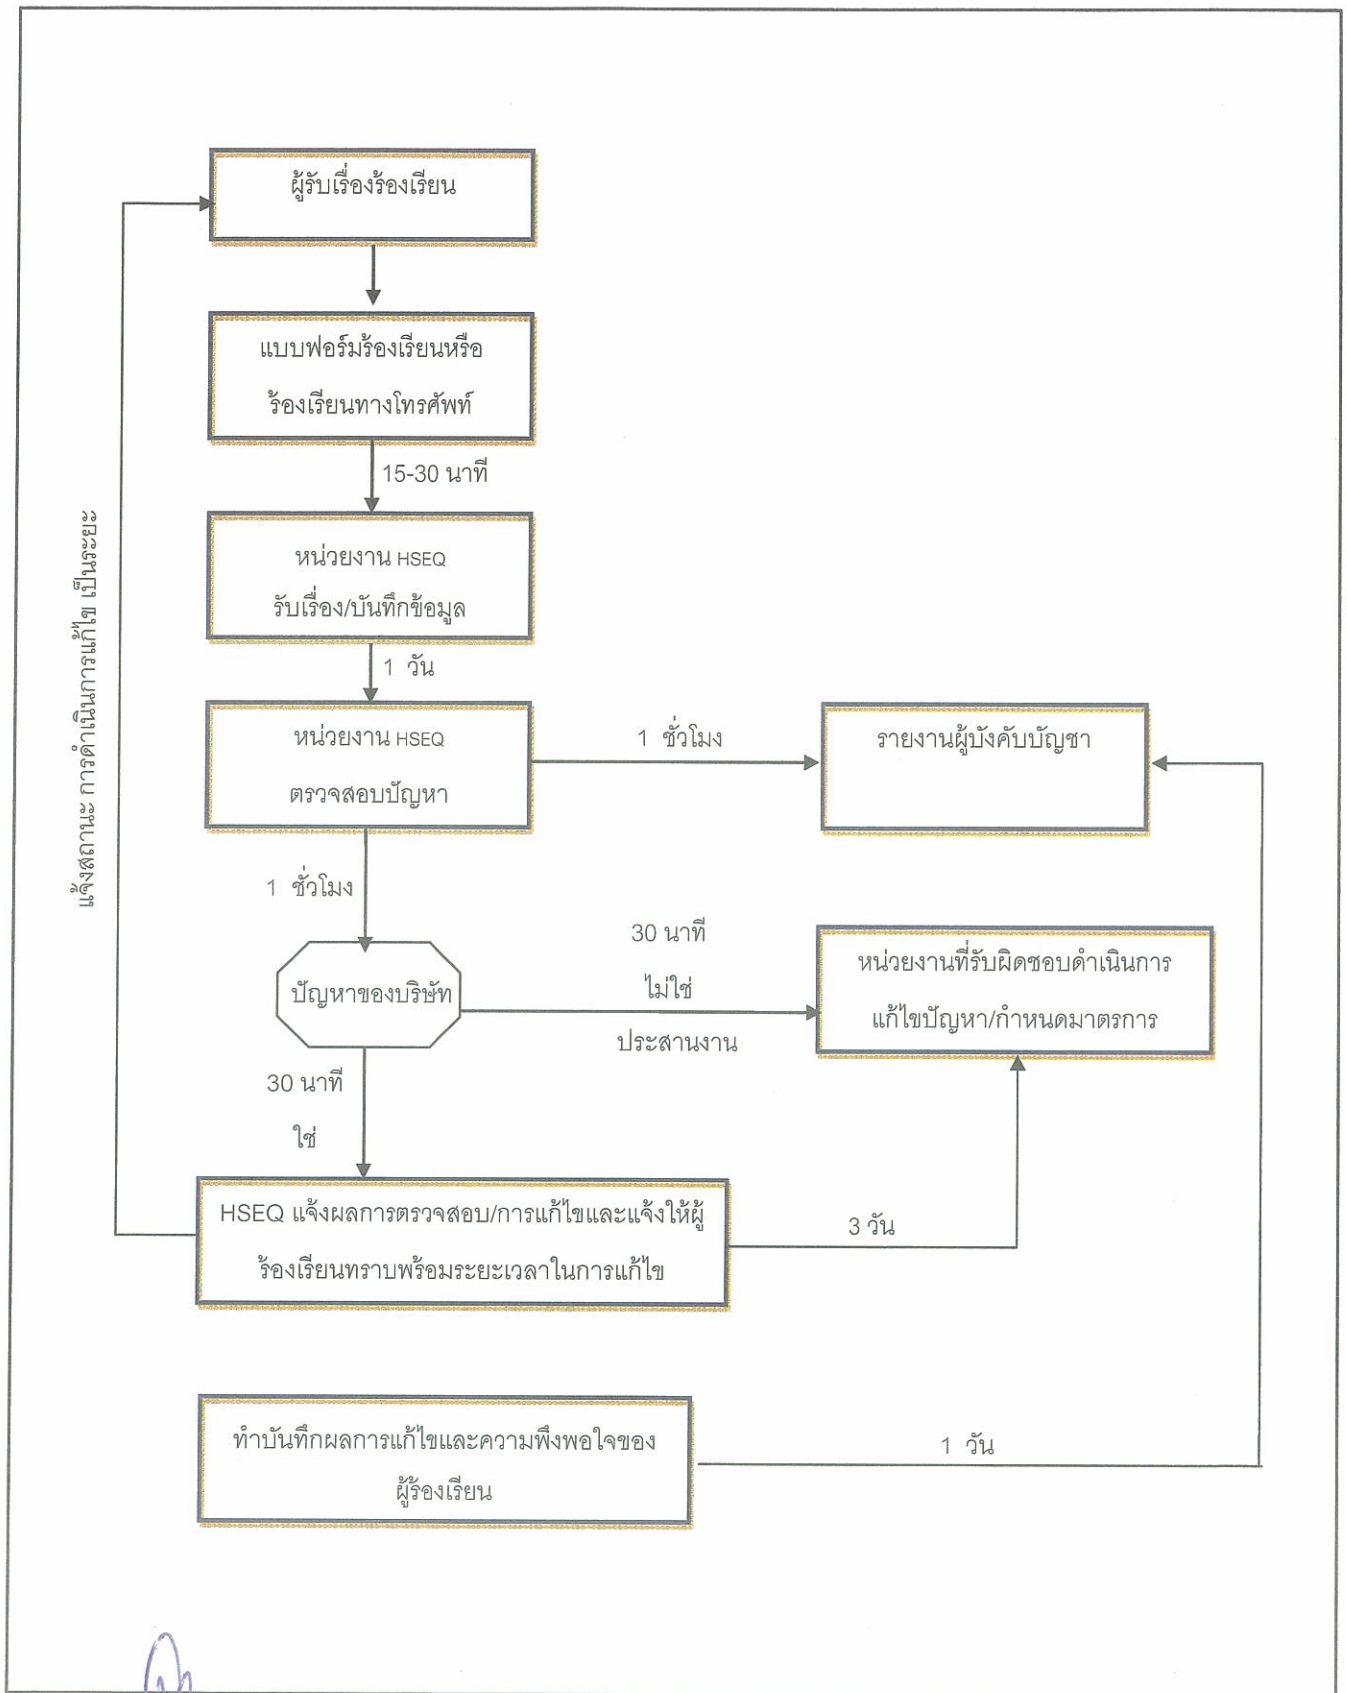 ผู้รับเรื่องร้องเรียน
แบบฟอร์มร้องเรียนหรือ
ร้องเรียนทางโทรศัพท์
15-30 นาที
หน่วยงาน HSEQ
รับเรื่อง/บันทึกข้อมูล
1 วัน
หน่วยงาน HSEQ
ตรวจสอบปัญหา
1 ชั่วโมง
รายงานผู้บังคับบัญชา
1 ชั่วโมง
ปัญหาของบริษัท
30 นาที
ไม่ใช่
ประสานงาน
หน่วยงานที่รับผิดชอบดำเนินการ
แก้ไขปัญหา/กำหนดมาตรการ
30 นาที
ใช่
HSEQ แจ้งผลการตรวจสอบ/การแก้ไขและแจ้งให้ผู้
ร้องเรียนทราบพร้อมระยะเวลาในการแก้ไข
3 วัน
แจ้งสถานะ การดำเนินการแก้ไข เป็นระยะ
ทำบันทึกผลการแก้ไขและความพึงพอใจของ
ผู้ร้องเรียน
1 วัน